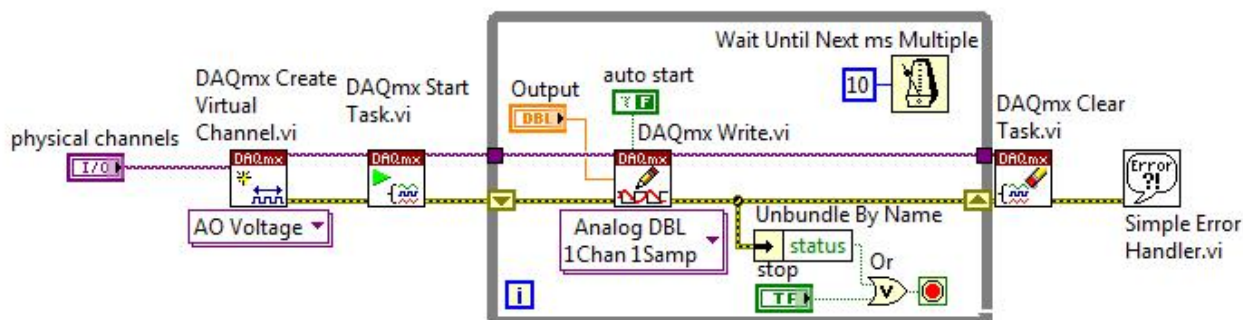 Wait Until Next ms Multiple
10
DAQmx Create
Virtual
Channel.vi
DAQmx Start
Task.vi
auto start
F
Output
DBL
DAQmx Write.vi
DAQmx Clear
Task.vi
physical channels
I/O
DAQmx
DAQmx
DAQmx
DAQmx
Error
?!
AO Voltage
Analog DBL
1Chan 1Samp
Unbundle By Name
status
stop
TF
Or
V
i
Simple Error
Handler.vi